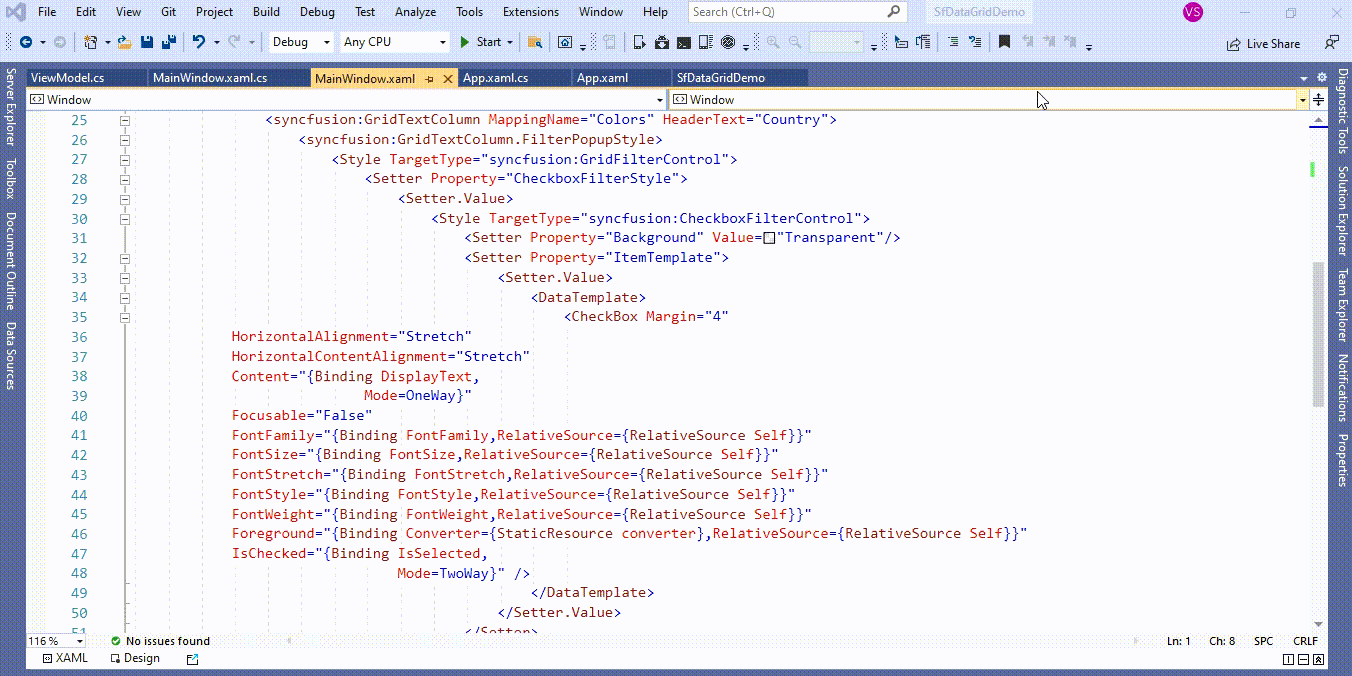 File Edit View Git Project Build Debug Test Analyze Tools Extensions Window Help Search (Ctrl+Q) SfDataGridDemo VS
Debug Any CPU Start Live Share
ViewModel.cs MainWindow.xaml.cs MainWindow.xaml App.xaml.cs App.xaml SfDataGridDemo
Window Window
25 <syncfusion:GridTextColumn MappingName="Colors" HeaderText="Country">
26 <syncfusion:GridTextColumn.FilterPopupStyle>
27 <Style TargetType="syncfusion:GridFilterControl">
28 <Setter Property="CheckboxFilterStyle">
29 <Setter.Value>
30 <Style TargetType="syncfusion:CheckboxFilterControl">
31 <Setter Property="Background" Value="Transparent"/>
32 <Setter Property="ItemTemplate">
33 <Setter.Value>
34 <DataTemplate>
35 <CheckBox Margin="4"
36 HorizontalAlignment="Stretch"
37 HorizontalContentAlignment="Stretch"
38 Content="{Binding DisplayText,
39 Mode=OneWay}"
40 Focusable="False"
41 FontFamily="{Binding FontFamily,RelativeSource={RelativeSource Self}}"
42 FontSize="{Binding FontSize,RelativeSource={RelativeSource Self}}"
43 FontStretch="{Binding FontStretch,RelativeSource={RelativeSource Self}}"
44 FontStyle="{Binding FontStyle,RelativeSource={RelativeSource Self}}"
45 FontWeight="{Binding FontWeight,RelativeSource={RelativeSource Self}}"
46 Foreground="{Binding Converter={StaticResource converter},RelativeSource={RelativeSource Self}}"
47 IsChecked="{Binding IsSelected,
48 Mode=TwoWay}" />
49 </DataTemplate>
50 </Setter.Value>
51 </Setter>
116 % No issues found Ln: 1 Ch: 8 SPC CRLF
XAML Design
Server Explorer
Toolbox
Document Outline
Data Sources
Diagnostic Tools
Solution Explorer
Team Explorer
Notifications
Properties